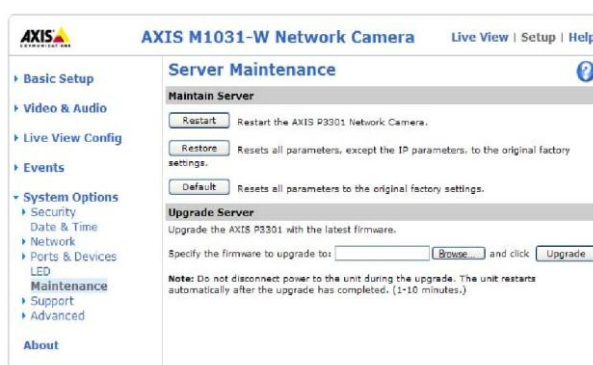 AXIS
COMMUNICATIONS
AXIS M1031-W Network Camera
Live View | Setup | Help
Basic Setup
Video & Audio
Live View Config
Events
System Options
Security
Date & Time
Network
Ports & Devices
LED
Maintenance
Support
Advanced
About
Server Maintenance
?
Maintain Server
Restart Restart the AXIS P3301 Network Camera.
Restore Resets all parameters, except the IP parameters, to the original factory
settings.
Default Resets all parameters to the original factory settings.
Upgrade Server
Upgrade the AXIS P3301 with the latest firmware.
Specify the firmware to upgrade to: Browse... and click Upgrade
Note: Do not disconnect power to the unit during the upgrade. The unit restarts
automatically after the upgrade has completed. (1-10 minutes.)